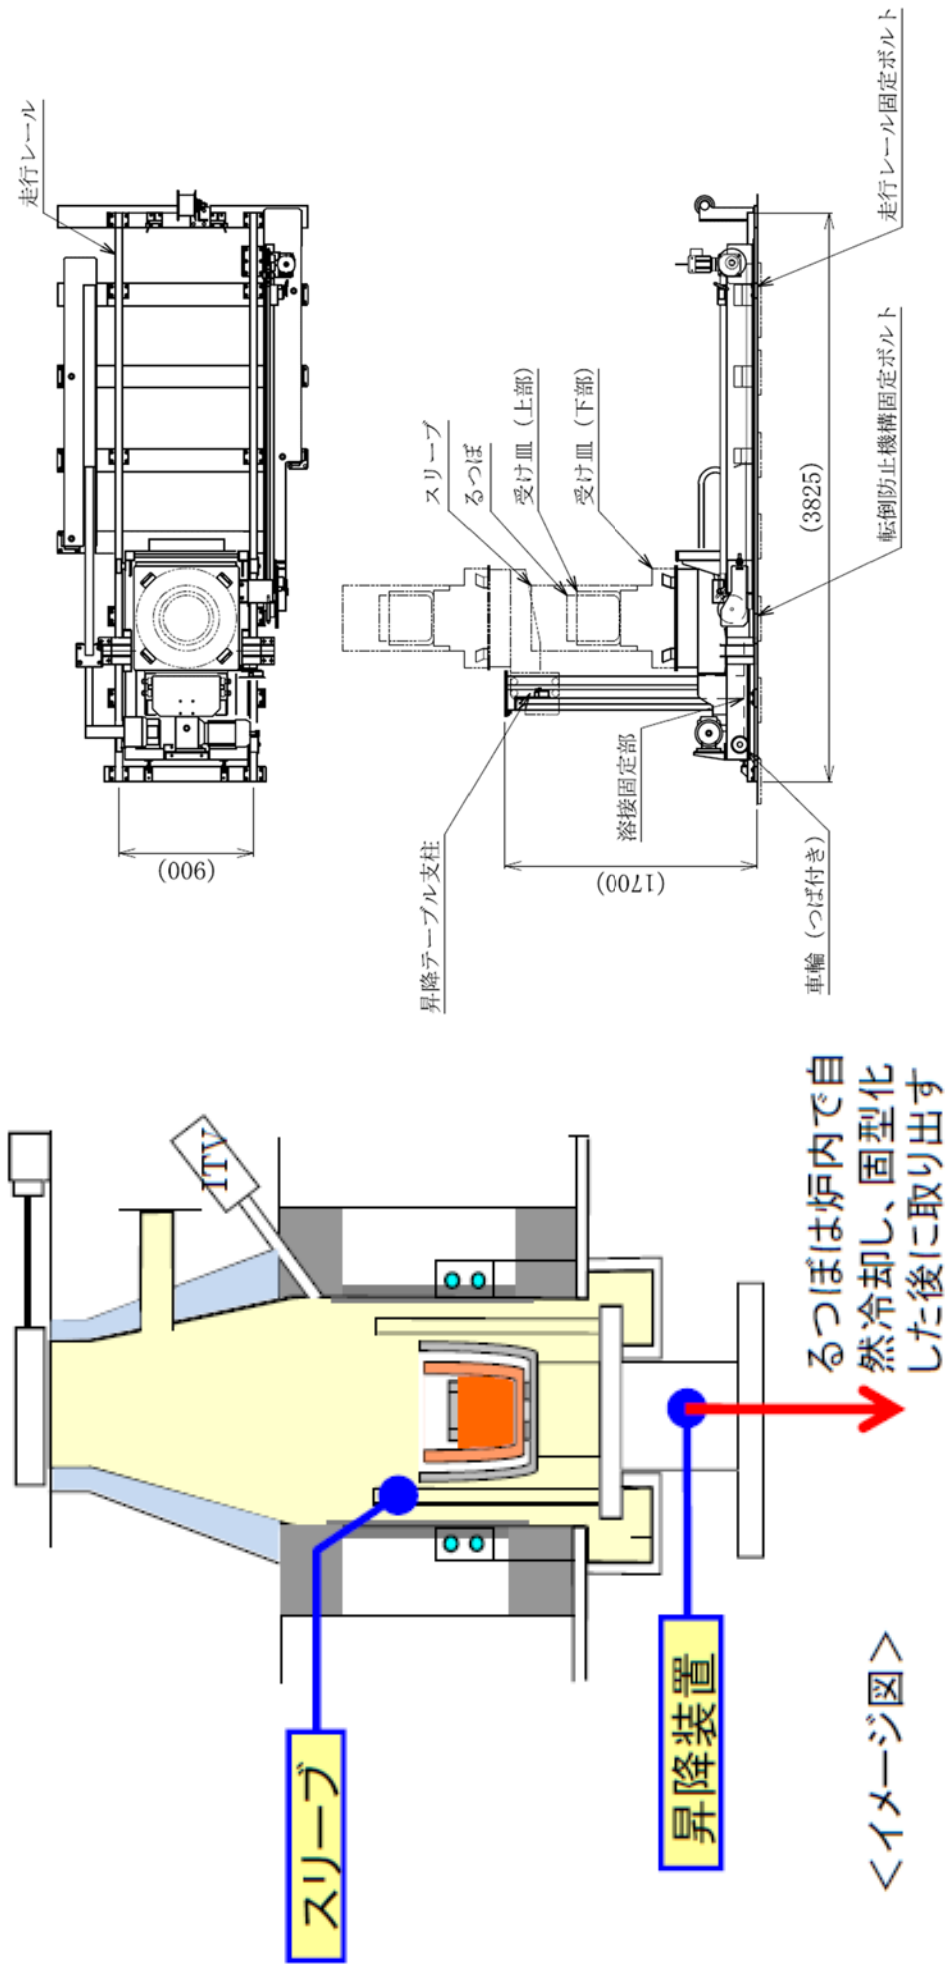 スリーブ
昇降装置
ITV
るつぼは炉内で自
然冷却し、固型化
した後に取り出す
<イメージ図>
走行レール
(900)
スリーブ
るつぼ
受け皿（上部）
受け皿（下部）
昇降テーブル支柱
溶接固定部
(1700)
車輪（つば付き）
(3825)
転倒防止機構固定ボルト
走行レール固定ボルト